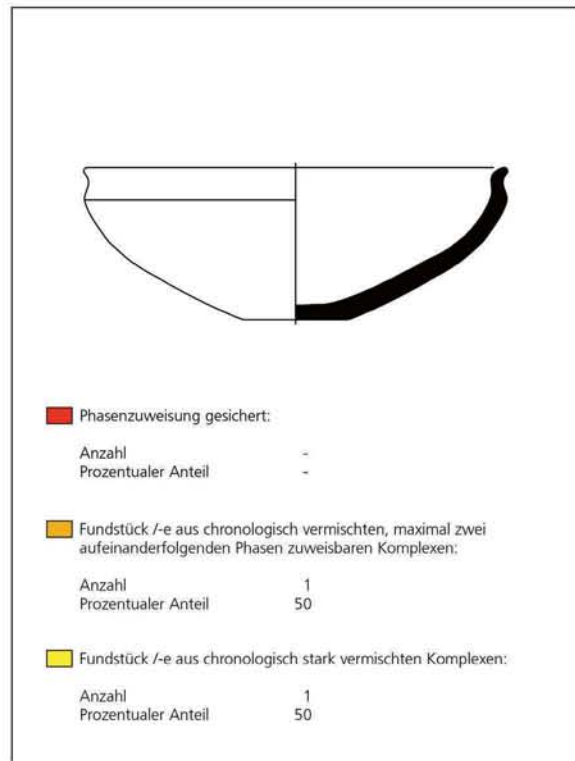 Phasenzuweisung gesichert:
Anzahl -
Prozentualer Anteil -
Fundstück /-e aus chronologisch vermischten, maximal zwei
aufeinanderfolgenden Phasen zuweisbaren Komplexen:
Anzahl 1
Prozentualer Anteil 50
Fundstück /-e aus chronologisch stark vermischten Komplexen:
Anzahl 1
Prozentualer Anteil 50